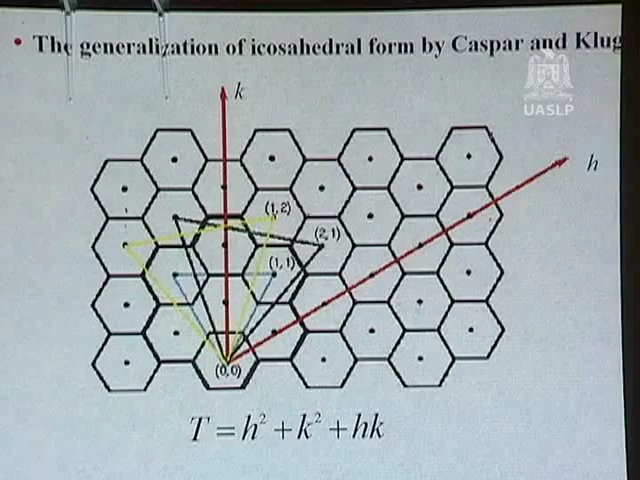 • The generalization of icosahedral form by Caspar and Klug
UASLP
k
h
(1,2)
(2,1)
(1,1)
(0,0)
T = h² + k² + hk